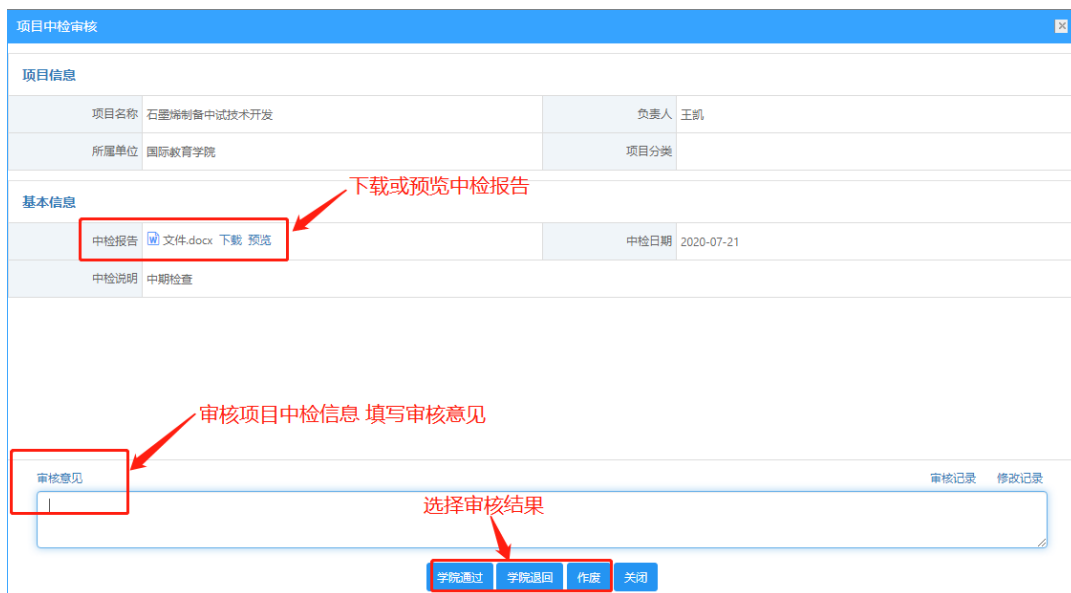 项目中检审核
项目信息
项目名称 石墨烯制备中试技术开发 负责人 王凯
所属单位 国际教育学院 项目分类
下载或预览中检报告
基本信息
中检报告 文件.docx 下载 预览 中检日期 2020-07-21
中检说明 中期检查
审核项目中检信息 填写审核意见
审核意见 审核记录 修改记录
选择审核结果
学院通过 学院退回 作废 关闭